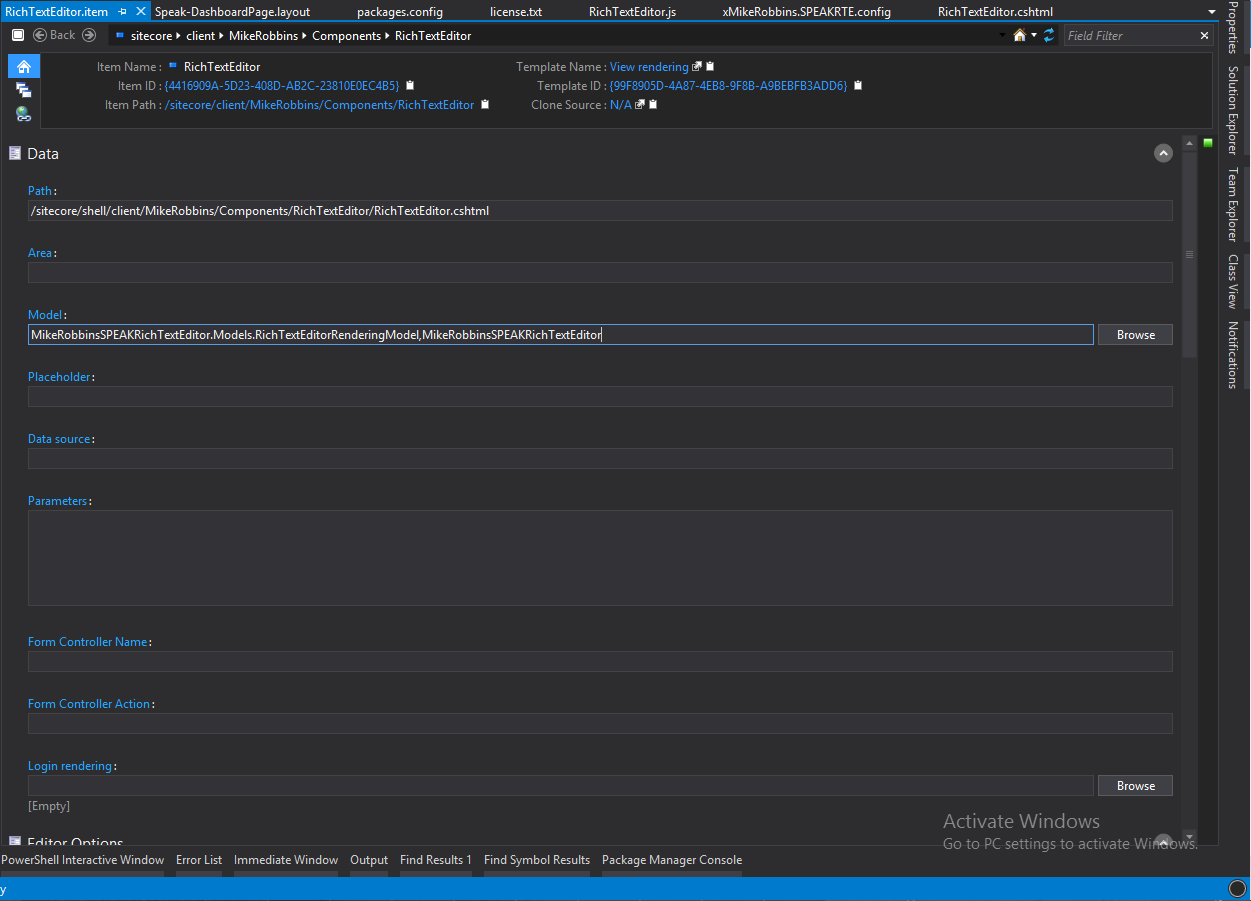 RichTextEditor.item Speak-DashboardPage.layout packages.config license.txt RichTextEditor.js xMikeRobbins.SPEAKRTE.config RichTextEditor.cshtml
Back sitecore client MikeRobbins Components RichTextEditor Field Filter
Item Name : RichTextEditor Template Name : View rendering
Item ID : {4416909A-5D23-408D-AB2C-23810E0EC4B5} Template ID : {99F8905D-4A87-4EB8-9F8B-A9BEBFB3ADD6}
Item Path : /sitecore/client/MikeRobbins/Components/RichTextEditor Clone Source : N/A
Data
Path:
/sitecore/shell/client/MikeRobbins/Components/RichTextEditor/RichTextEditor.cshtml
Area:
Model:
MikeRobbinsSPEAKRichTextEditor.Models.RichTextEditorRenderingModel,MikeRobbinsSPEAKRichTextEditor Browse
Placeholder:
Data source:
Parameters:
Form Controller Name:
Form Controller Action:
Login rendering:
Browse
[Empty]
Editor Options
Activate Windows
Go to PC settings to activate Windows.
PowerShell Interactive Window Error List Immediate Window Output Find Results 1 Find Symbol Results Package Manager Console
y
Properties
Solution Explorer
Team Explorer
Class View
Notifications